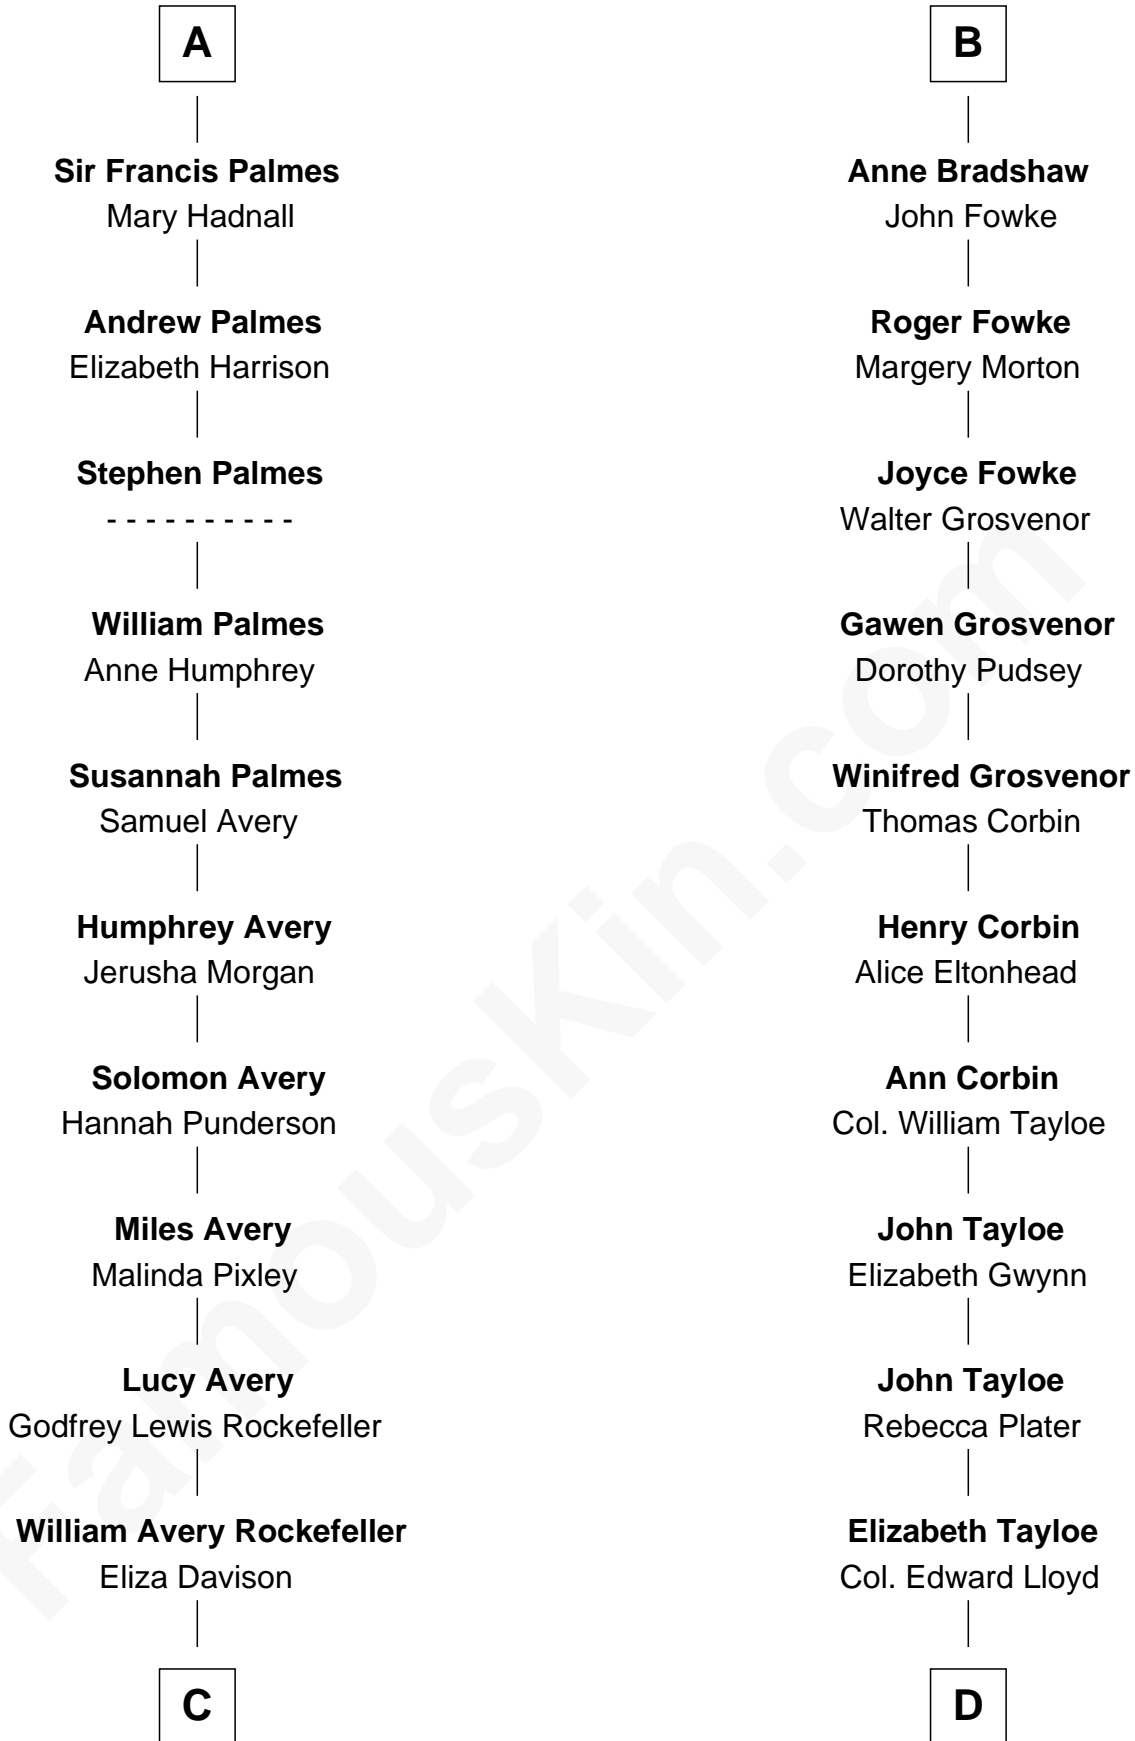 A
Sir Francis Palmes
Mary Hadnall
Andrew Palmes
Elizabeth Harrison
Stephen Palmes
- - - - - - - - - -
William Palmes
Anne Humphrey
Susannah Palmes
Samuel Avery
Humphrey Avery
Jerusha Morgan
Solomon Avery
Hannah Punderson
Miles Avery
Malinda Pixley
Lucy Avery
Godfrey Lewis Rockefeller
William Avery Rockefeller
Eliza Davison
C
B
Anne Bradshaw
John Fowke
Roger Fowke
Margery Morton
Joyce Fowke
Walter Grosvenor
Gawen Grosvenor
Dorothy Pudsey
Winifred Grosvenor
Thomas Corbin
Henry Corbin
Alice Eltonhead
Ann Corbin
Col. William Tayloe
John Tayloe
Elizabeth Gwynn
John Tayloe
Rebecca Plater
Elizabeth Tayloe
Col. Edward Lloyd
D
FamousKin.com